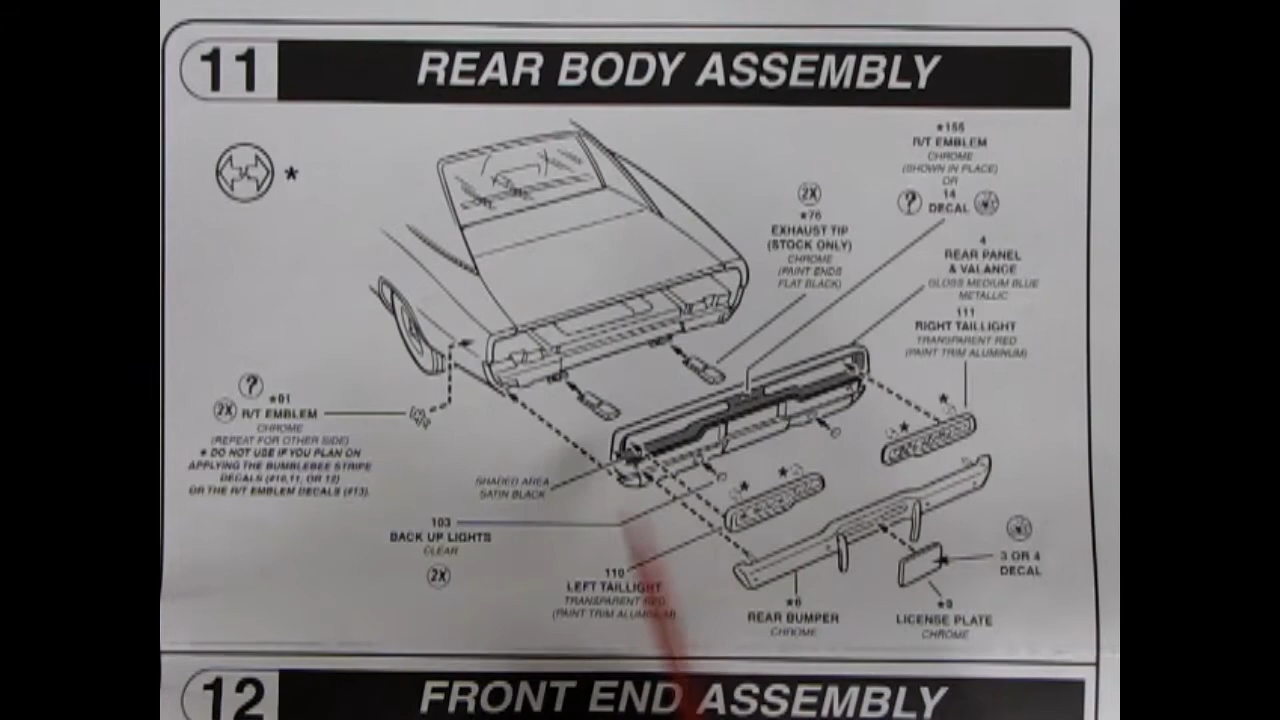 11
REAR BODY ASSEMBLY
★
★155
R/T EMBLEM
CHROME
(SHOWN IN PLACE)
OR
14
? DECAL
2X
★76
EXHAUST TIP
(STOCK ONLY)
CHROME
(PAINT ENDS
FLAT BLACK)
4
REAR PANEL
& VALANCE
GLOSS MEDIUM BLUE
METALLIC
111
RIGHT TAILLIGHT
TRANSPARENT RED
(PAINT TRIM ALUMINUM)
?
2X ★81
R/T EMBLEM
CHROME
(REPEAT FOR OTHER SIDE)
★ DO NOT USE IF YOU PLAN ON
APPLYING THE BUMBLEBEE STRIPE
DECALS (#10,11, OR 12)
OR THE R/T EMBLEM DECALS (#13).
SHADED AREA
SATIN BLACK
103
BACK UP LIGHTS
CLEAR
2X
110
LEFT TAILLIGHT
TRANSPARENT RED
(PAINT TRIM ALUMINUM)
★6
REAR BUMPER
CHROME
★9
LICENSE PLATE
CHROME
3 OR 4
DECAL
12
FRONT END ASSEMBLY